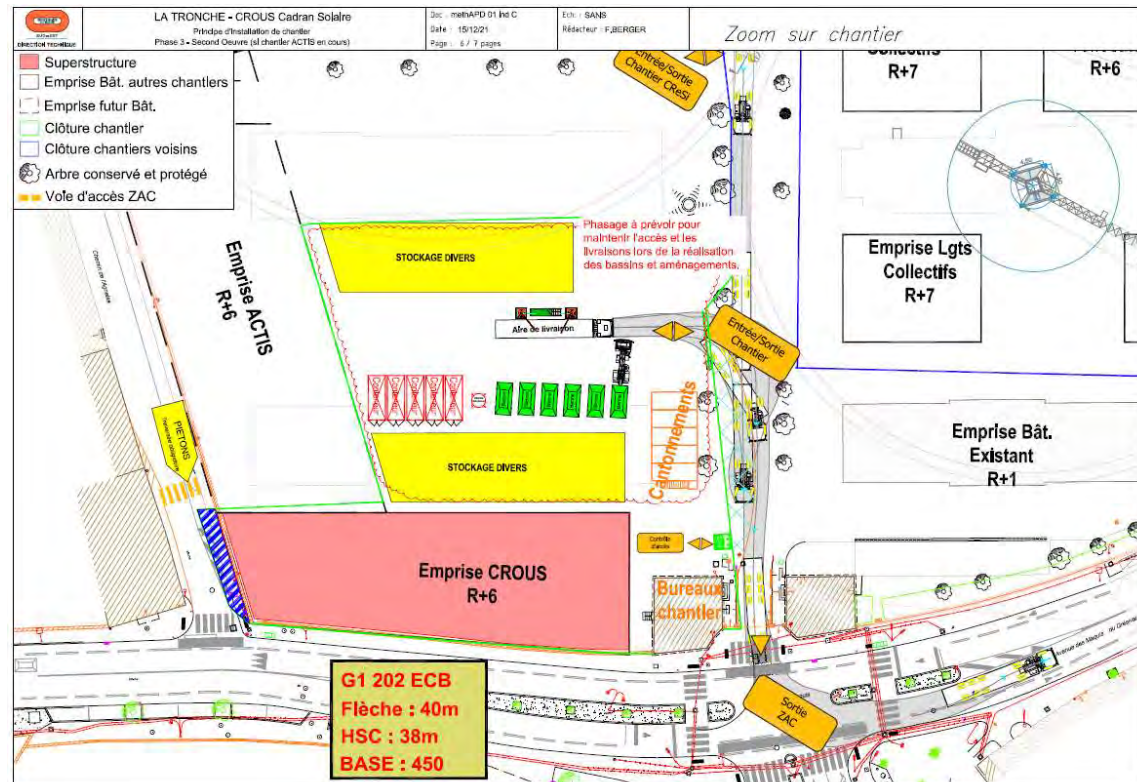 DIRECTION TECHNIQUE
LA TRONCHE - CROUS Cadran Solaire
Principe d'Installation de chantier
Phase 3 - Second Oeuvre (si chantier ACTIS en cours)
Doc : methAPD 01 ind C
Date : 15/12/21
Page : 6 / 7 pages
Ech : SANS
Rédacteur : F.BERGER
Zoom sur chantier
Superstructure
Emprise Bât. autres chantiers
Emprise futur Bât.
Clôture chantier
Clôture chantiers voisins
Arbre conservé et protégé
Voie d'accès ZAC
Entrée/Sortie
Chantier CReSi
Collectifs
R+7
R+6
Emprise ACTIS
R+6
STOCKAGE DIVERS
Phasage à prévoir pour
maintenir l'accès et les
livraisons lors de la réalisation
des bassins et aménagements.
Emprise Lgts
Collectifs
R+7
Aire de livraison
Entrée/Sortie
Chantier
Cantonnements
STOCKAGE DIVERS
PIETONS
Emprise Bât.
Existant
R+1
Contrôle
d'accès
Emprise CROUS
R+6
Bureaux
chantier
G1 202 ECB
Flèche : 40m
HSC : 38m
BASE : 450
Sortie
ZAC